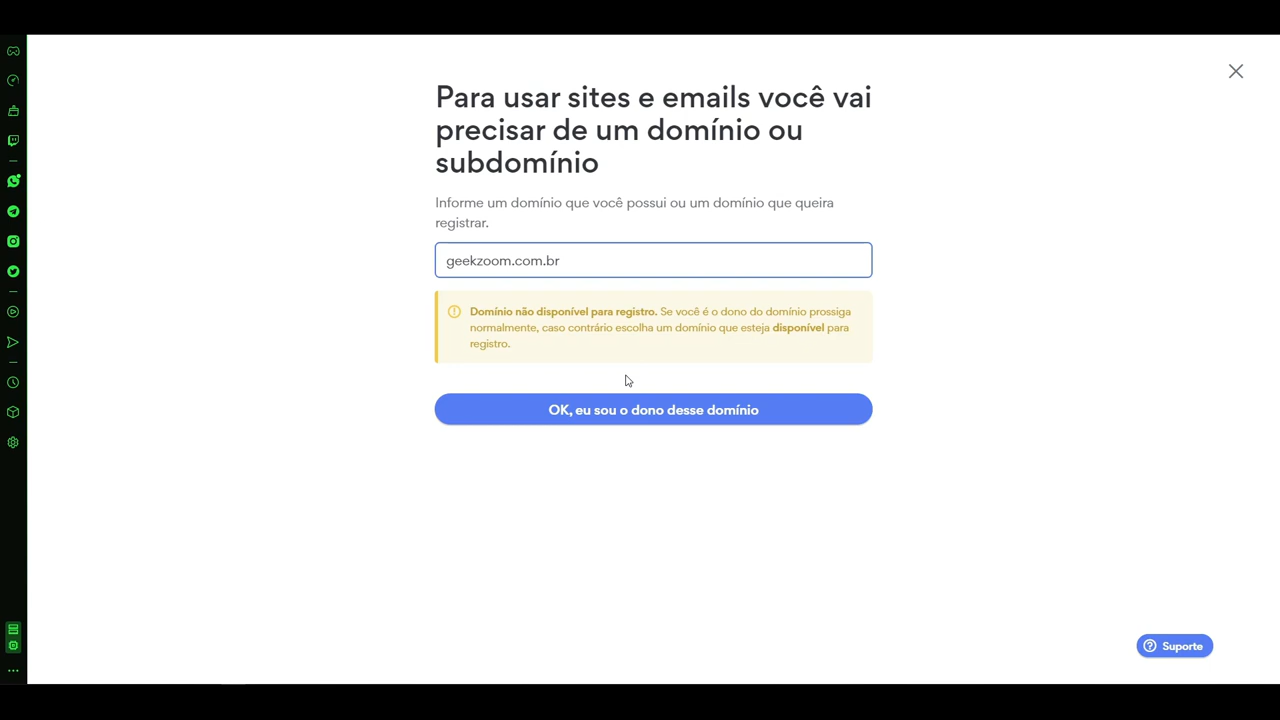 Para usar sites e emails você vai
precisar de um domínio ou
subdomínio
Informe um domínio que você possui ou um domínio que queira
registrar.
geekzoom.com.br
Domínio não disponível para registro. Se você é o dono do domínio prossiga
normalmente, caso contrário escolha um domínio que esteja disponível para
registro.
OK, eu sou o dono desse domínio
Suporte